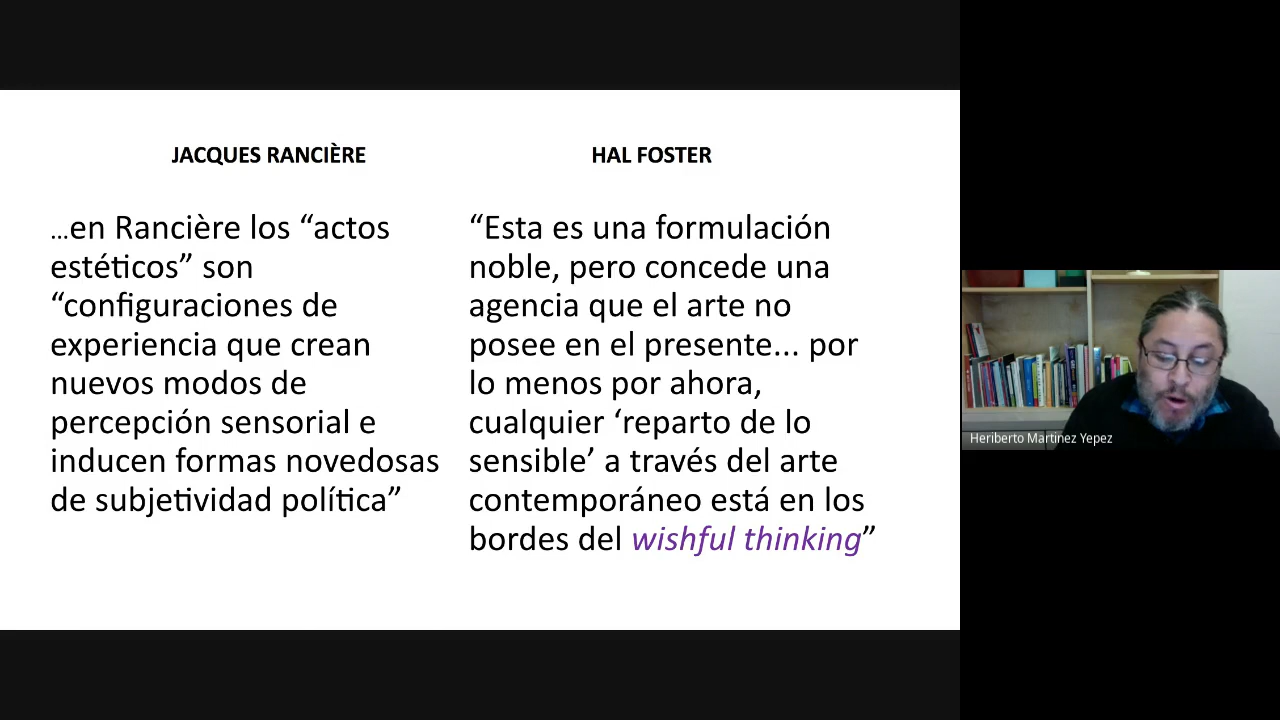 JACQUES RANCIÈRE
...en Rancière los “actos
estéticos” son
“configuraciones de
experiencia que crean
nuevos modos de
percepción sensorial e
inducen formas novedosas
de subjetividad política”
HAL FOSTER
“Esta es una formulación
noble, pero concede una
agencia que el arte no
posee en el presente... por
lo menos por ahora,
cualquier ‘reparto de lo
sensible’ a través del arte
contemporáneo está en los
bordes del wishful thinking”
Heriberto Martinez Yepez